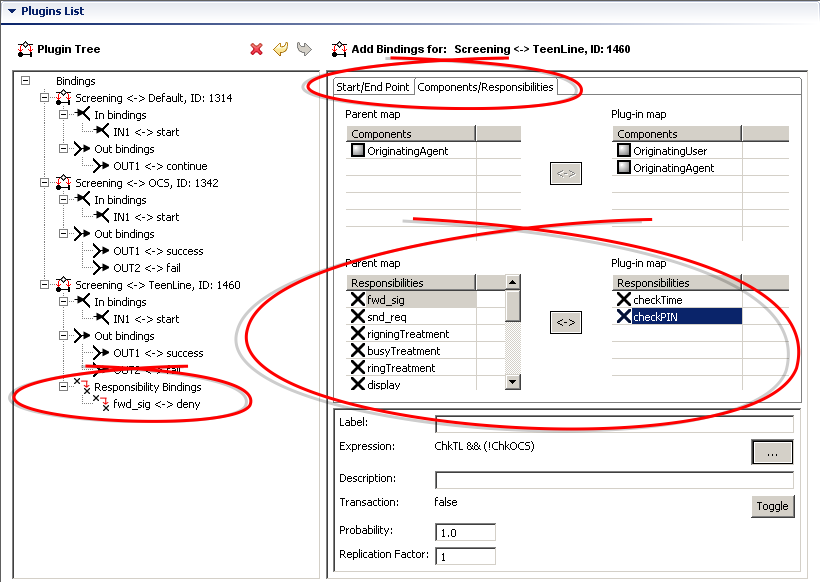 Plugins List
Plugin Tree
Bindings
Screening <-> Default, ID: 1314
In bindings
IN1 <-> start
Out bindings
OUT1 <-> continue
Screening <-> OCS, ID: 1342
In bindings
IN1 <-> start
Out bindings
OUT1 <-> success
OUT2 <-> fail
Screening <-> TeenLine, ID: 1460
In bindings
IN1 <-> start
Out bindings
OUT1 <-> success
OUT2 <-> fail
Responsibility Bindings
fwd_sig <-> deny
Add Bindings for: Screening <-> TeenLine, ID: 1460
Start/End Point Components/Responsibilities
Parent map Plug-in map
Components Components
OriginatingAgent OriginatingUser
<-> OriginatingAgent
Parent map Plug-in map
Responsibilities Responsibilities
fwd_sig checkTime
snd_req <-> checkPIN
rigningTreatment
busyTreatment
ringTreatment
display
Label:
Expression: ChkTL && (!ChkOCS) ...
Description:
Transaction: false Toggle
Probability: 1.0
Replication Factor: 1